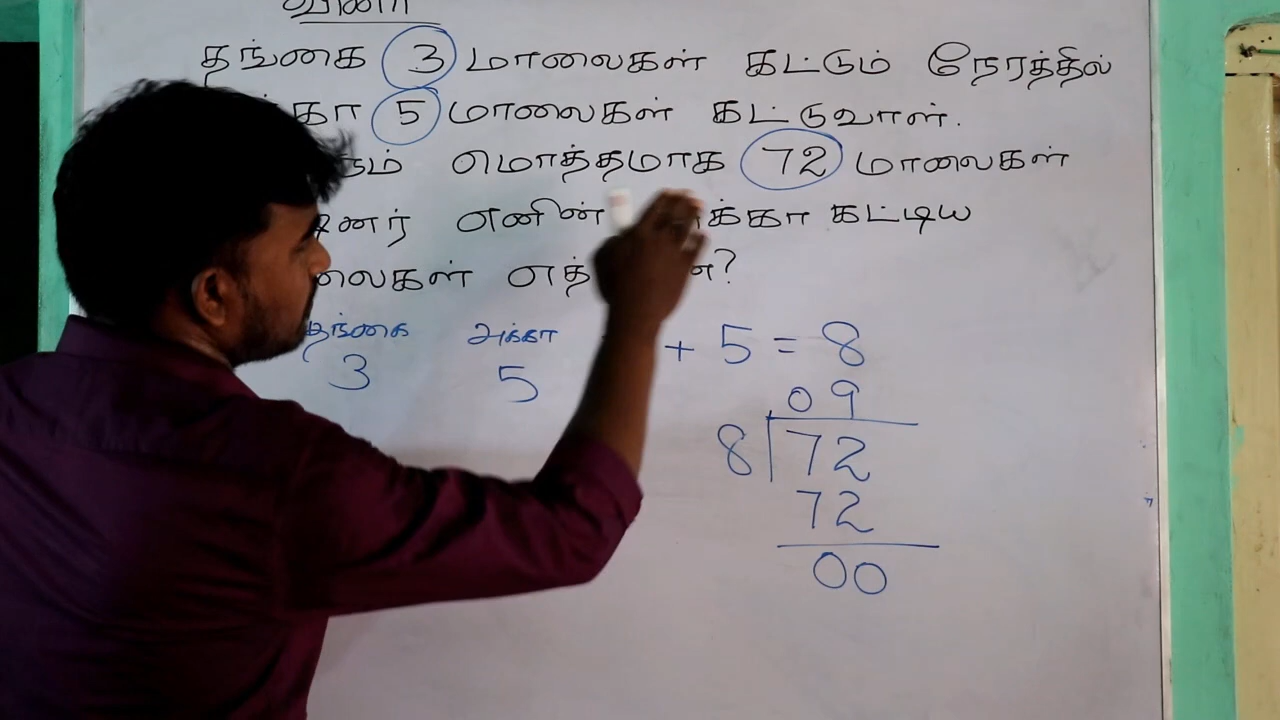 வினா
தங்கை 3 மாலைகள் கட்டும் நேரத்தில்
5 மாலைகள் கட்டுவாள்.
மொத்தமாக 72 மாலைகள்
எனின் கட்டிய
தங்கை அக்கா + 5 = 8
3 5
09
8 72
72
00